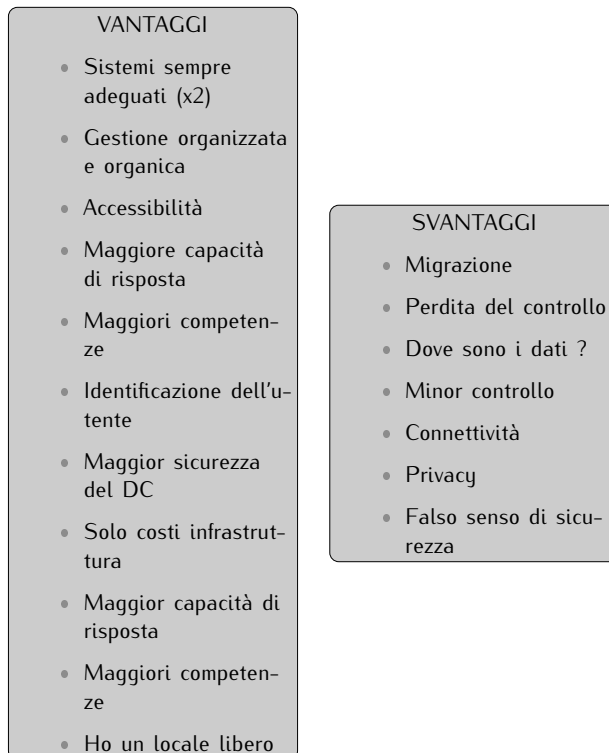 VANTAGGI
• Sistemi sempre
adeguati (x2)
• Gestione organizzata
e organica
• Accessibilità
• Maggiore capacità
di risposta
• Maggiori competen-
ze
• Identificazione dell'u-
tente
• Maggior sicurezza
del DC
• Solo costi infrastrut-
tura
• Maggior capacità di
risposta
• Maggiori competen-
ze
• Ho un locale libero
SVANTAGGI
• Migrazione
• Perdita del controllo
• Dove sono i dati ?
• Minor controllo
• Connettività
• Privacy
• Falso senso di sicu-
rezza